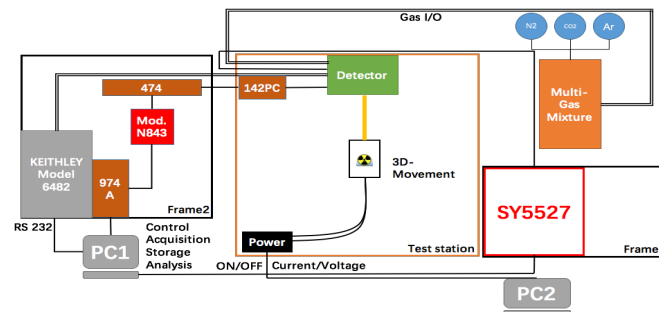 Gas I/O
N2
CO2
Ar
Detector
474
142PC
Multi-
Gas
Mixture
Mod.
N843
KEITHLEY
Model
6482
974
A
3D-
Movement
SY5527
Frame2
RS 232
Control
Acquisition
Storage
Analysis
PC1
Power
Test station
Frame
ON/OFF
Current/Voltage
PC2